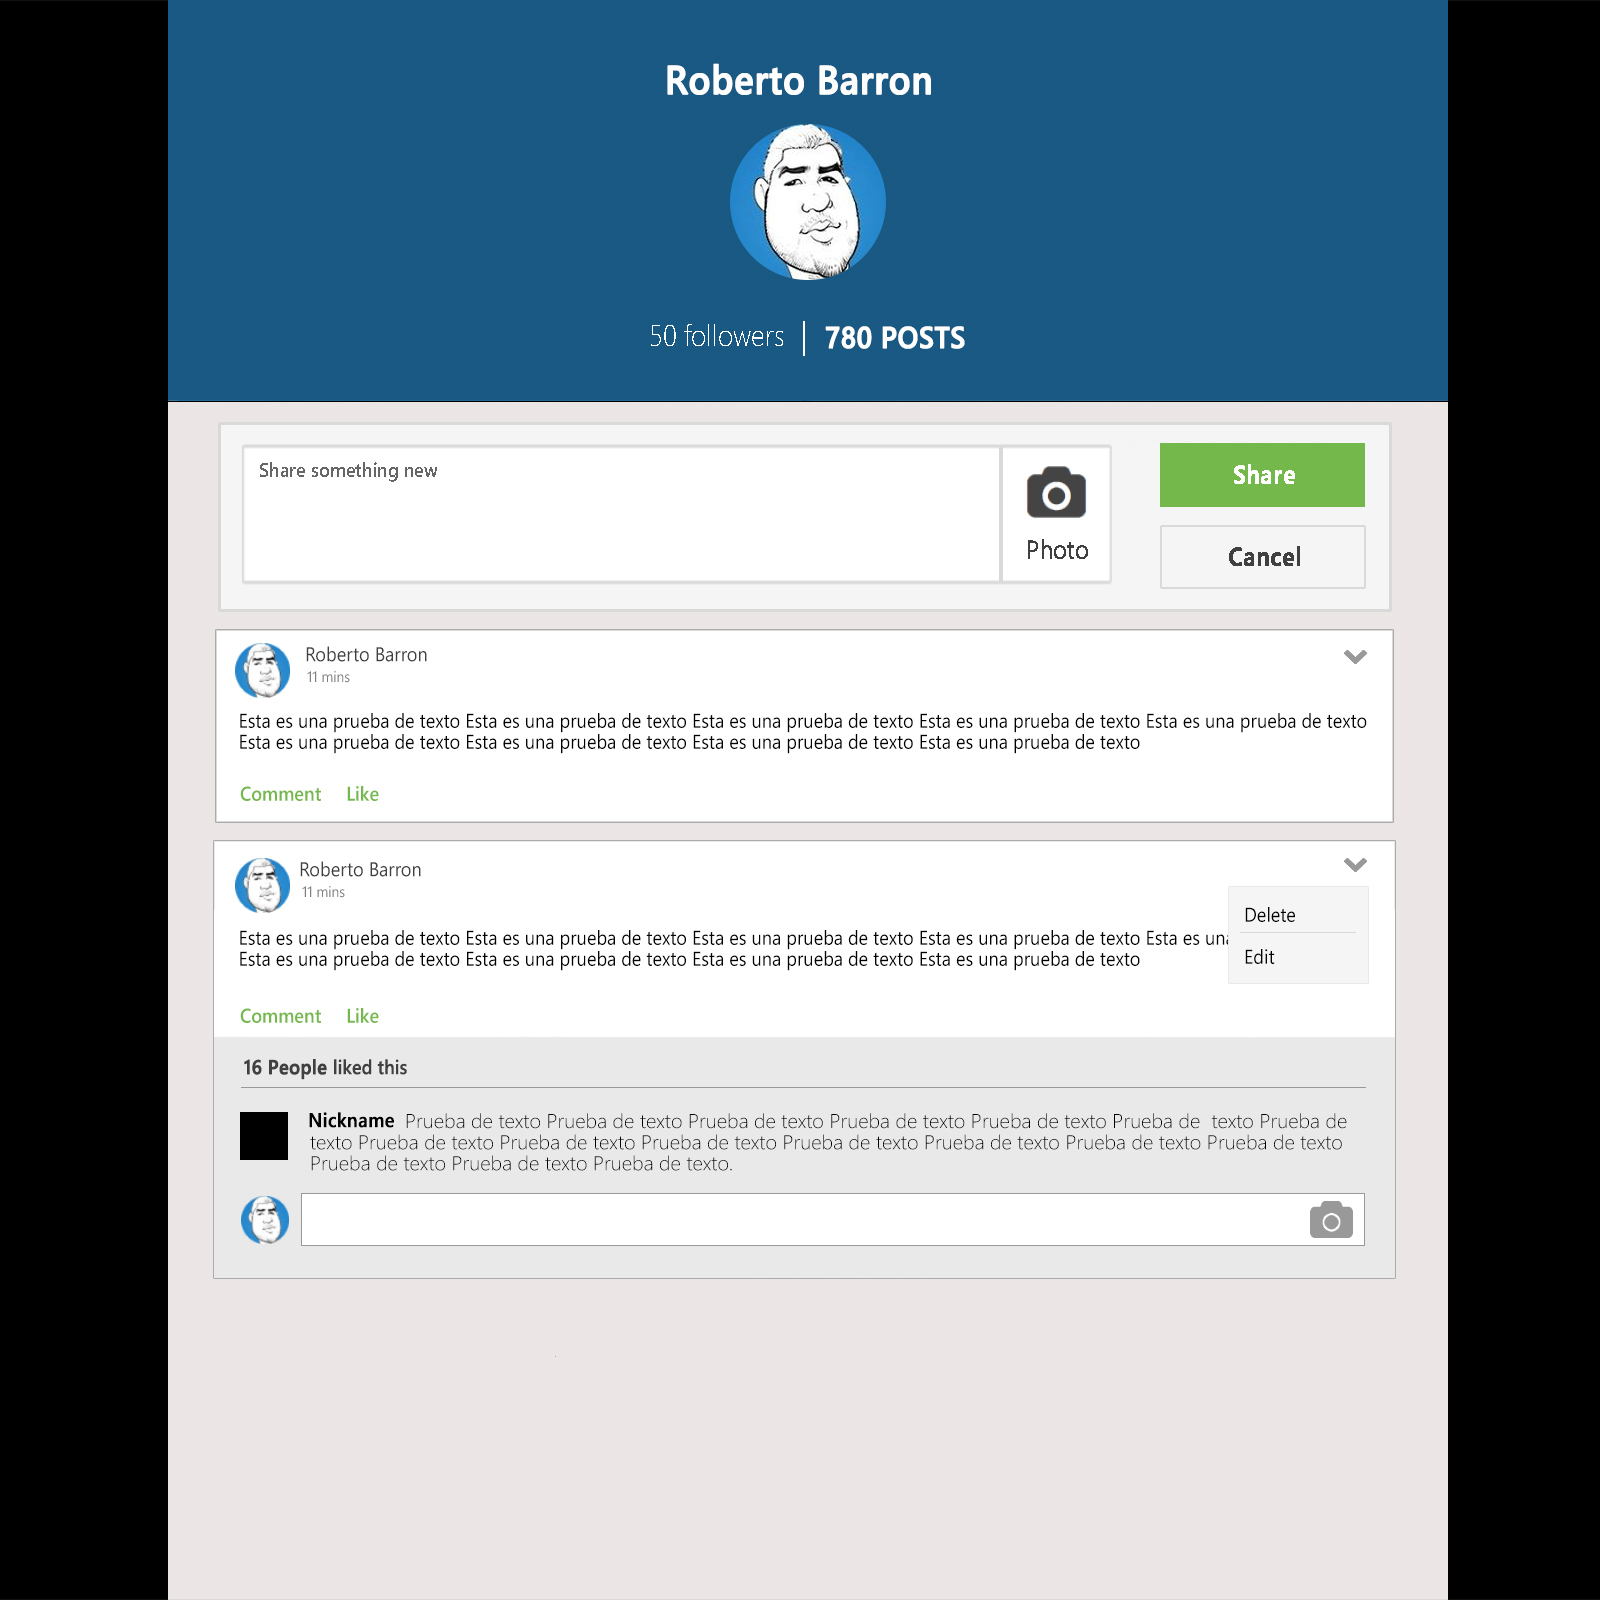 Roberto Barron
50 followers | 780 POSTS
Share something new
Photo
Share
Cancel
Roberto Barron
11 mins
Esta es una prueba de texto Esta es una prueba de texto Esta es una prueba de texto Esta es una prueba de texto Esta es una prueba de texto
Esta es una prueba de texto Esta es una prueba de texto Esta es una prueba de texto Esta es una prueba de texto
Comment Like
Roberto Barron
11 mins
Delete
Edit
Esta es una prueba de texto Esta es una prueba de texto Esta es una prueba de texto Esta es una prueba de texto Esta es una
Esta es una prueba de texto Esta es una prueba de texto Esta es una prueba de texto Esta es una prueba de texto
Comment Like
16 People liked this
Nickname Prueba de texto Prueba de texto Prueba de texto Prueba de texto Prueba de texto Prueba de texto Prueba de
texto Prueba de texto Prueba de texto Prueba de texto Prueba de texto Prueba de texto Prueba de texto Prueba de texto
Prueba de texto Prueba de texto Prueba de texto.